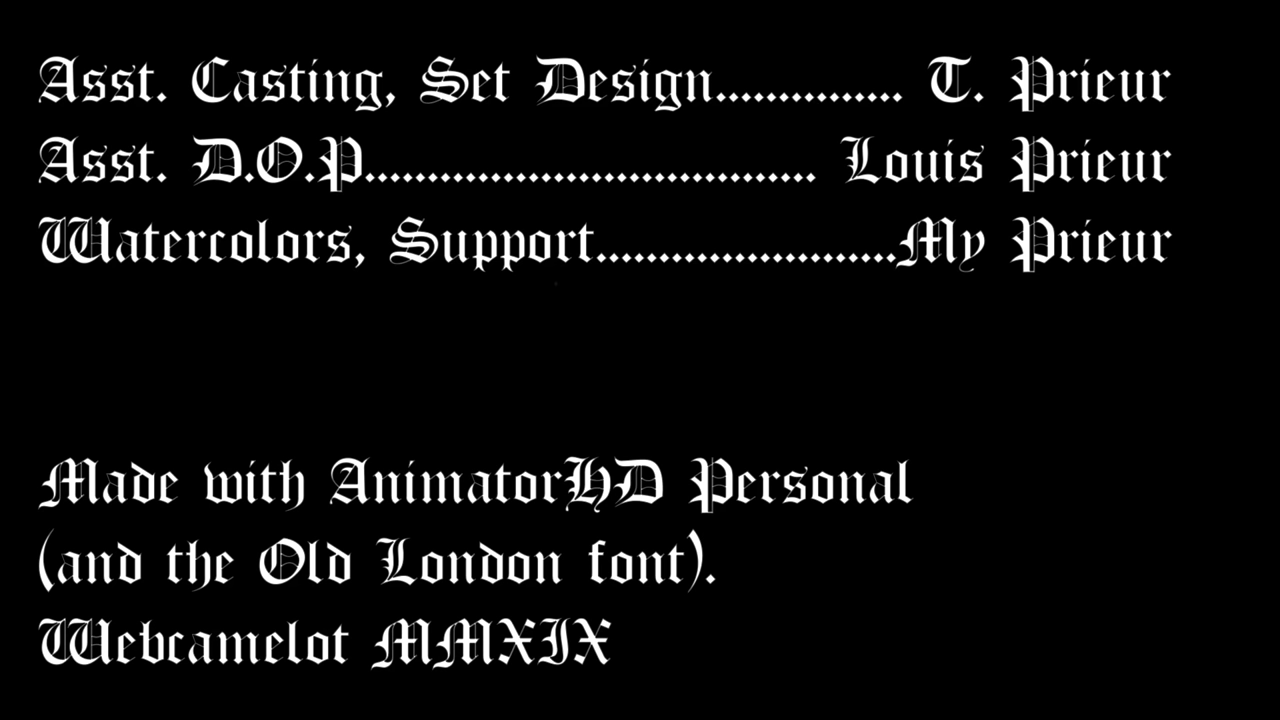 Asst. Casting, Set Design............... T. Prieur
Asst. D.O.P.................................... Louis Prieur
Watercolors, Support........................My Prieur
Made with AnimatorHD Personal
(and the Old London font).
Webcamelot MMXIX